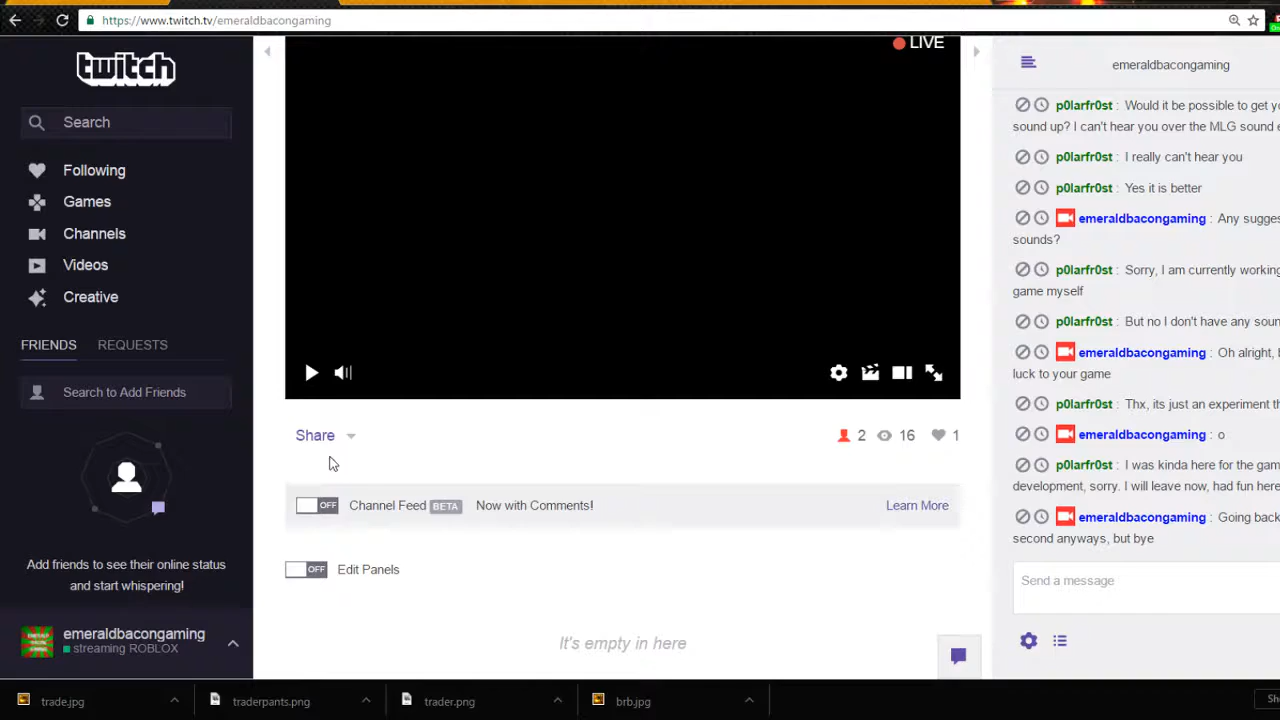 https://www.twitch.tv/emeraldbacongaming
twitch
Search
Following
Games
Channels
Videos
Creative
FRIENDS REQUESTS
Search to Add Friends
Add friends to see their online status
and start whispering!
emeraldbacongaming
streaming ROBLOX
LIVE
Share
2 16 1
OFF Channel Feed BETA Now with Comments! Learn More
OFF Edit Panels
It's empty in here
emeraldbacongaming
p0larfr0st : Would it be possible to get
sound up? I can't hear you over the MLG sound
p0larfr0st : I really can't hear you
p0larfr0st : Yes it is better
emeraldbacongaming : Any
sounds?
p0larfr0st : Sorry, I am currently working
game myself
p0larfr0st : But no I don't have any
emeraldbacongaming : Oh alright,
luck to your game
p0larfr0st : Thx, its just an experiment
emeraldbacongaming : o
p0larfr0st : I was kinda here for the
development, sorry. I will leave now, had fun here
emeraldbacongaming : Going back
second anyways, but bye
Send a message
trade.jpg
traderpants.png
trader.png
brb.jpg